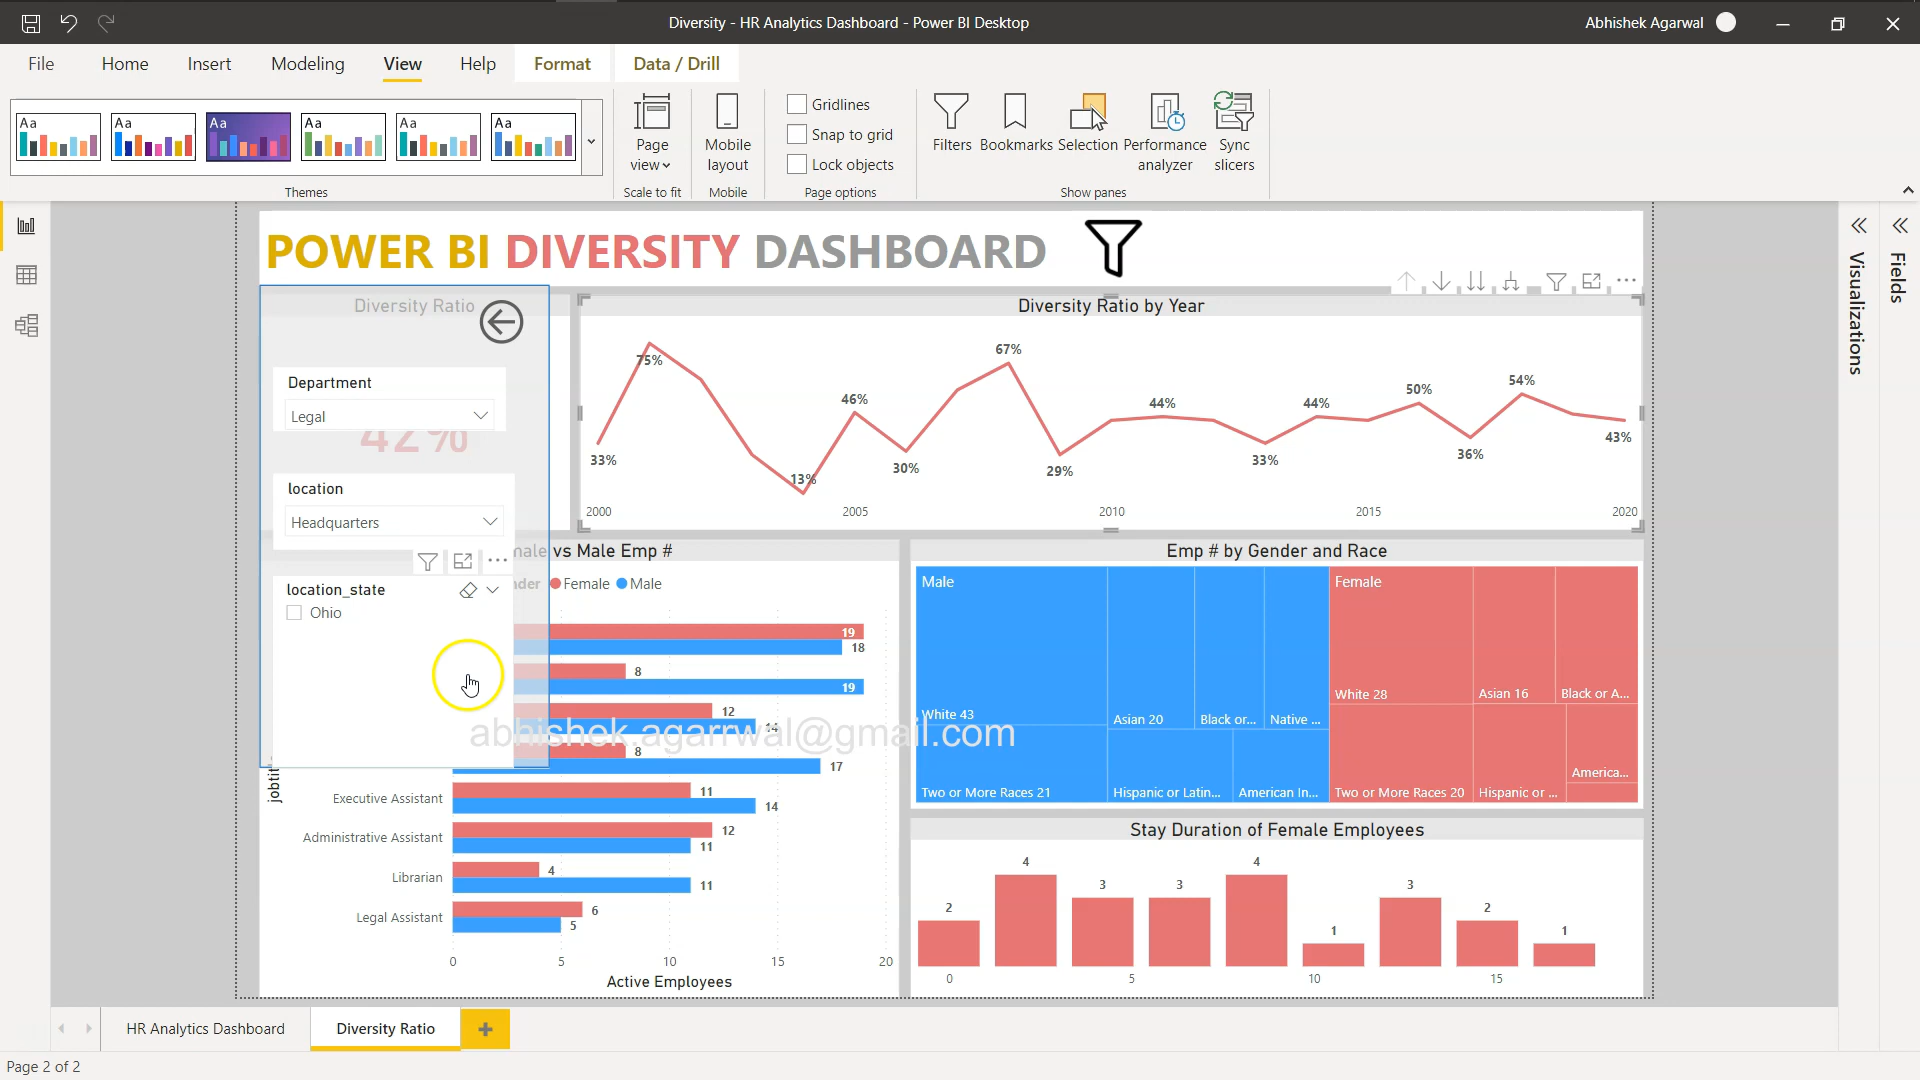 Diversity - HR Analytics Dashboard - Power BI Desktop
Abhishek Agarwal
File Home Insert Modeling View Help Format Data / Drill
Aa Aa Aa Aa Aa Aa
Page view
Mobile layout
Gridlines
Snap to grid
Lock objects
Filters Bookmarks Selection Performance analyzer Sync slicers
Themes Scale to fit Mobile Page options Show panes
POWER BI DIVERSITY DASHBOARD
Visualizations
Fields
Diversity Ratio
Department
Legal
42%
location
Headquarters
location_state
Ohio
Diversity Ratio by Year
33% 75% 13% 46% 30% 67% 29% 44% 33% 44% 50% 36% 54% 43%
2000 2005 2010 2015 2020
vs Male Emp #
Female Male
19
18
8
19
12
14
8
17
Executive Assistant 11
14
Administrative Assistant 12
11
Librarian 4
11
Legal Assistant 6
5
0 5 10 15 20
Active Employees
Emp # by Gender and Race
Male
White 43
Two or More Races 21
Asian 20
Black or...
Native ...
Hispanic or Latin...
American In...
Female
White 28
Two or More Races 20
Asian 16
Black or A...
Hispanic or ...
America...
abhishek.agarrwal@gmail.com
Stay Duration of Female Employees
2 4 3 3 4 1 3 2 1
0 5 10 15
HR Analytics Dashboard
Diversity Ratio
Page 2 of 2